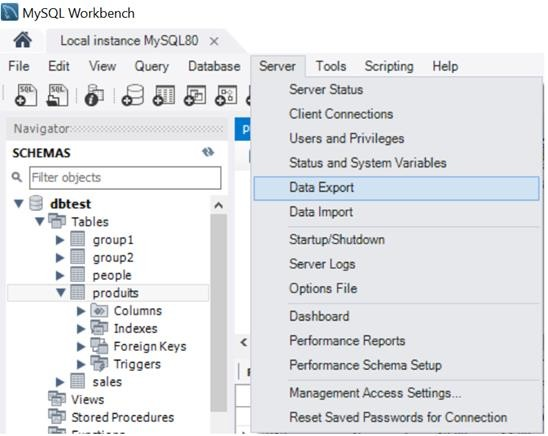 MySQL Workbench
Local instance MySQL80 ×
File Edit View Query Database Server Tools Scripting Help
Navigator
SCHEMAS
Filter objects
dbtest
Tables
group1
group2
people
produits
Columns
Indexes
Foreign Keys
Triggers
sales
Views
Stored Procedures
Server Status
Client Connections
Users and Privileges
Status and System Variables
Data Export
Data Import
Startup/Shutdown
Server Logs
Options File
Dashboard
Performance Reports
Performance Schema Setup
Management Access Settings...
Reset Saved Passwords for Connection